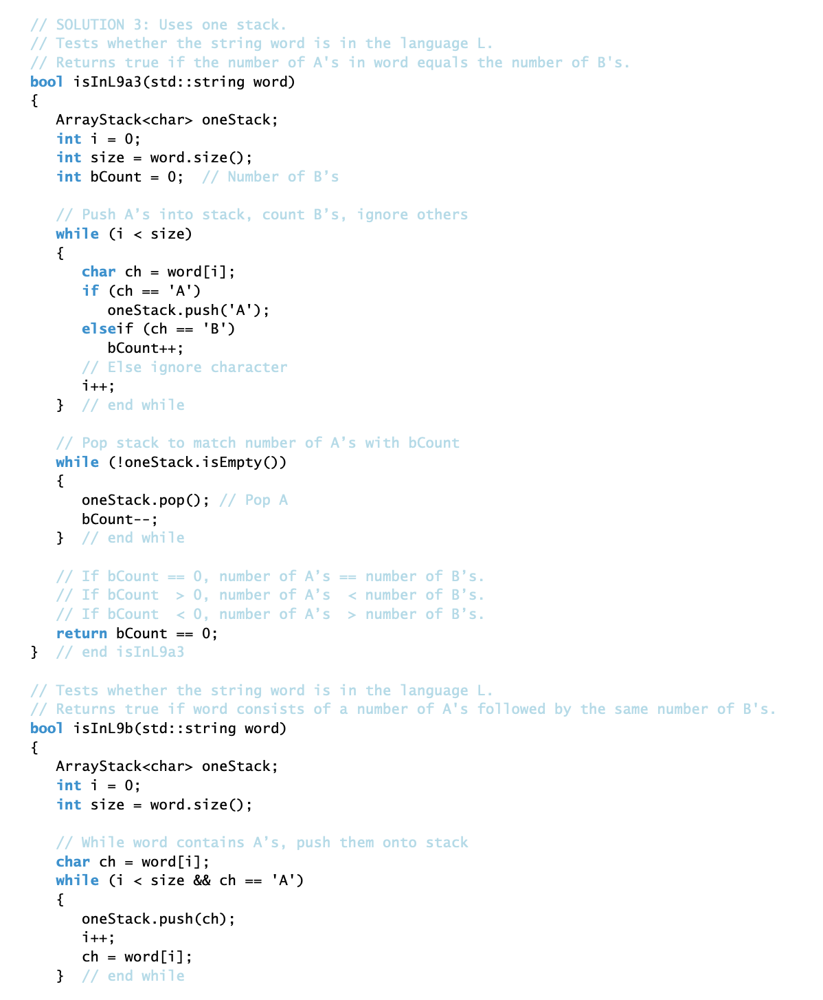 // SOLUTION 3: Uses one stack.
// Tests whether the string word is in the language L.
// Returns true if the number of A's in word equals the number of B's.
bool isInL9a3(std::string word)
{
   ArrayStack<char> oneStack;
   int i = 0;
   int size = word.size();
   int bCount = 0;  // Number of B’s

   // Push A’s into stack, count B’s, ignore others
   while (i < size)
   {
      char ch = word[i];
      if (ch == 'A')
         oneStack.push('A');
      elseif (ch == 'B')
         bCount++;
      // Else ignore character
      i++;
   }  // end while

   // Pop stack to match number of A’s with bCount
   while (!oneStack.isEmpty())
   {
      oneStack.pop(); // Pop A
      bCount--;
   }  // end while

   // If bCount == 0, number of A’s == number of B’s.
   // If bCount  > 0, number of A’s  < number of B’s.
   // If bCount  < 0, number of A’s  > number of B’s.
   return bCount == 0;
}  // end isInL9a3

// Tests whether the string word is in the language L.
// Returns true if word consists of a number of A's followed by the same number of B's.
bool isInL9b(std::string word)
{
   ArrayStack<char> oneStack;
   int i = 0;
   int size = word.size();

   // While word contains A’s, push them onto stack
   char ch = word[i];
   while (i < size && ch == 'A')
   {
      oneStack.push(ch);
      i++;
      ch = word[i];
   }  // end while